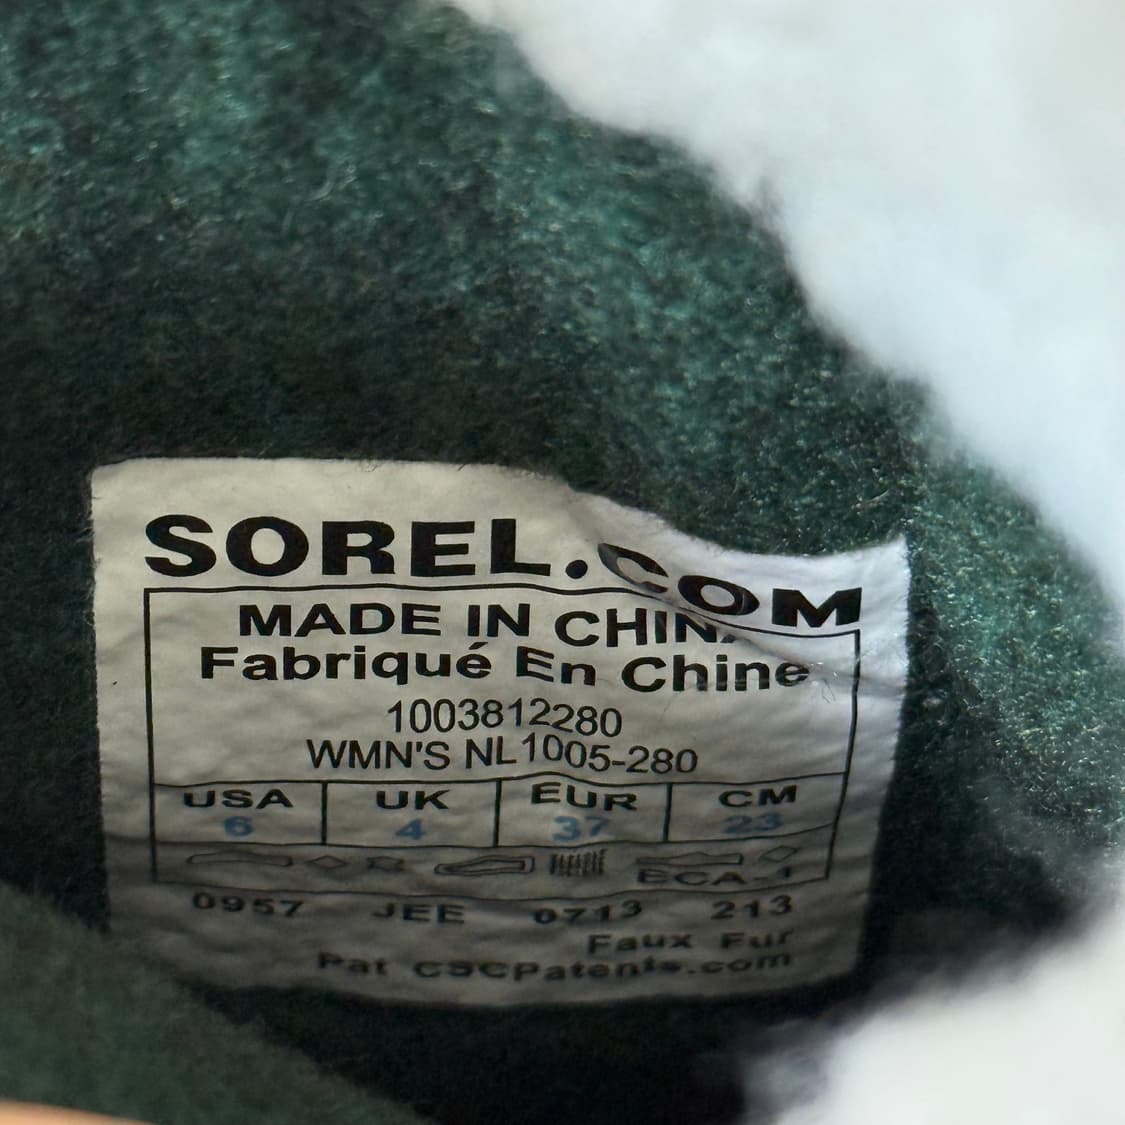 SOREL.COM
MADE IN CHINA
Fabriqué En Chine
1003812280
WMN'S NL1005-280
USA UK EUR CM
6 4 37 23
ECA-1
0957 JEE 0713 213
Faux Fur
Pat CSCPatents.com